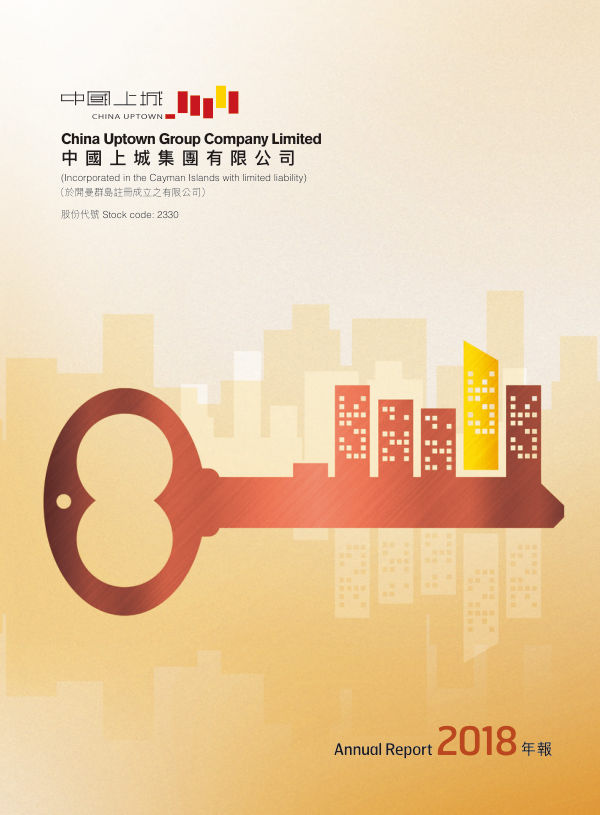 中國上城
CHINA UPTOWN
China Uptown Group Company Limited
中國上城集團有限公司
(Incorporated in the Cayman Islands with limited liability)
(於開曼群島註冊成立之有限公司)
股份代號 Stock code: 2330
Annual Report 2018 年報